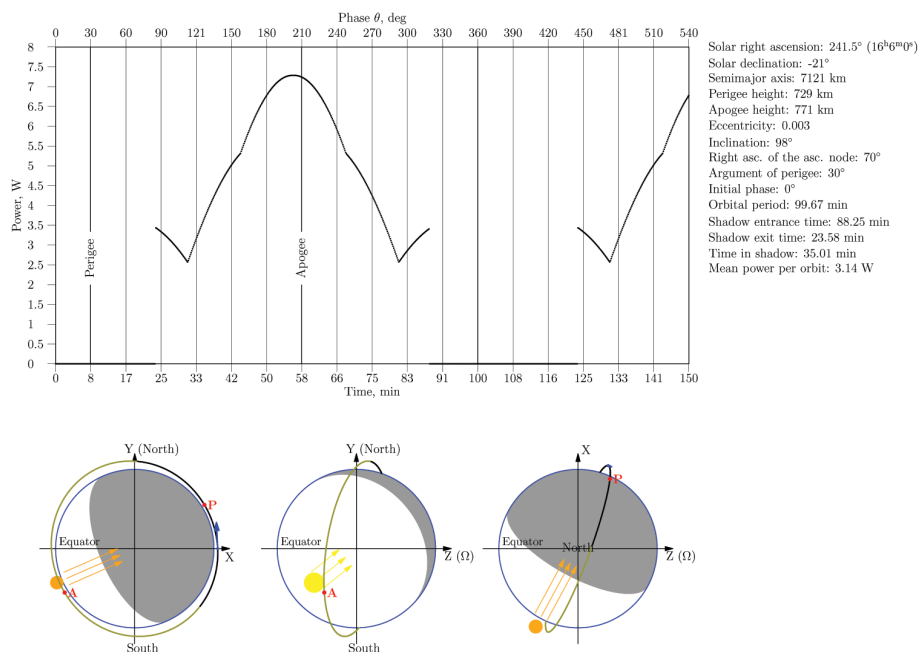 Phase θ, deg
0 30 60 90 121 150 180 210 240 270 300 330 360 390 420 450 481 510 540
8
7.5
7
6.5
6
5.5
5
4.5
4
3.5
3
2.5
2
1.5
1
0.5
0
Power, W
Perigee
Apogee
0 8 17 25 33 42 50 58 66 75 83 91 100 108 116 125 133 141 150
Time, min
Solar right ascension: 241.5° (16ʰ6ᵐ0ˢ)
Solar declination: -21°
Semimajor axis: 7121 km
Perigee height: 729 km
Apogee height: 771 km
Eccentricity: 0.003
Inclination: 98°
Right asc. of the asc. node: 70°
Argument of perigee: 30°
Initial phase: 0°
Orbital period: 99.67 min
Shadow entrance time: 88.25 min
Shadow exit time: 23.58 min
Time in shadow: 35.01 min
Mean power per orbit: 3.14 W
Y (North)
P
Equator
X
A
South
Y (North)
Equator
Z (Ω)
A
South
X
P
Equator
North
Z (Ω)